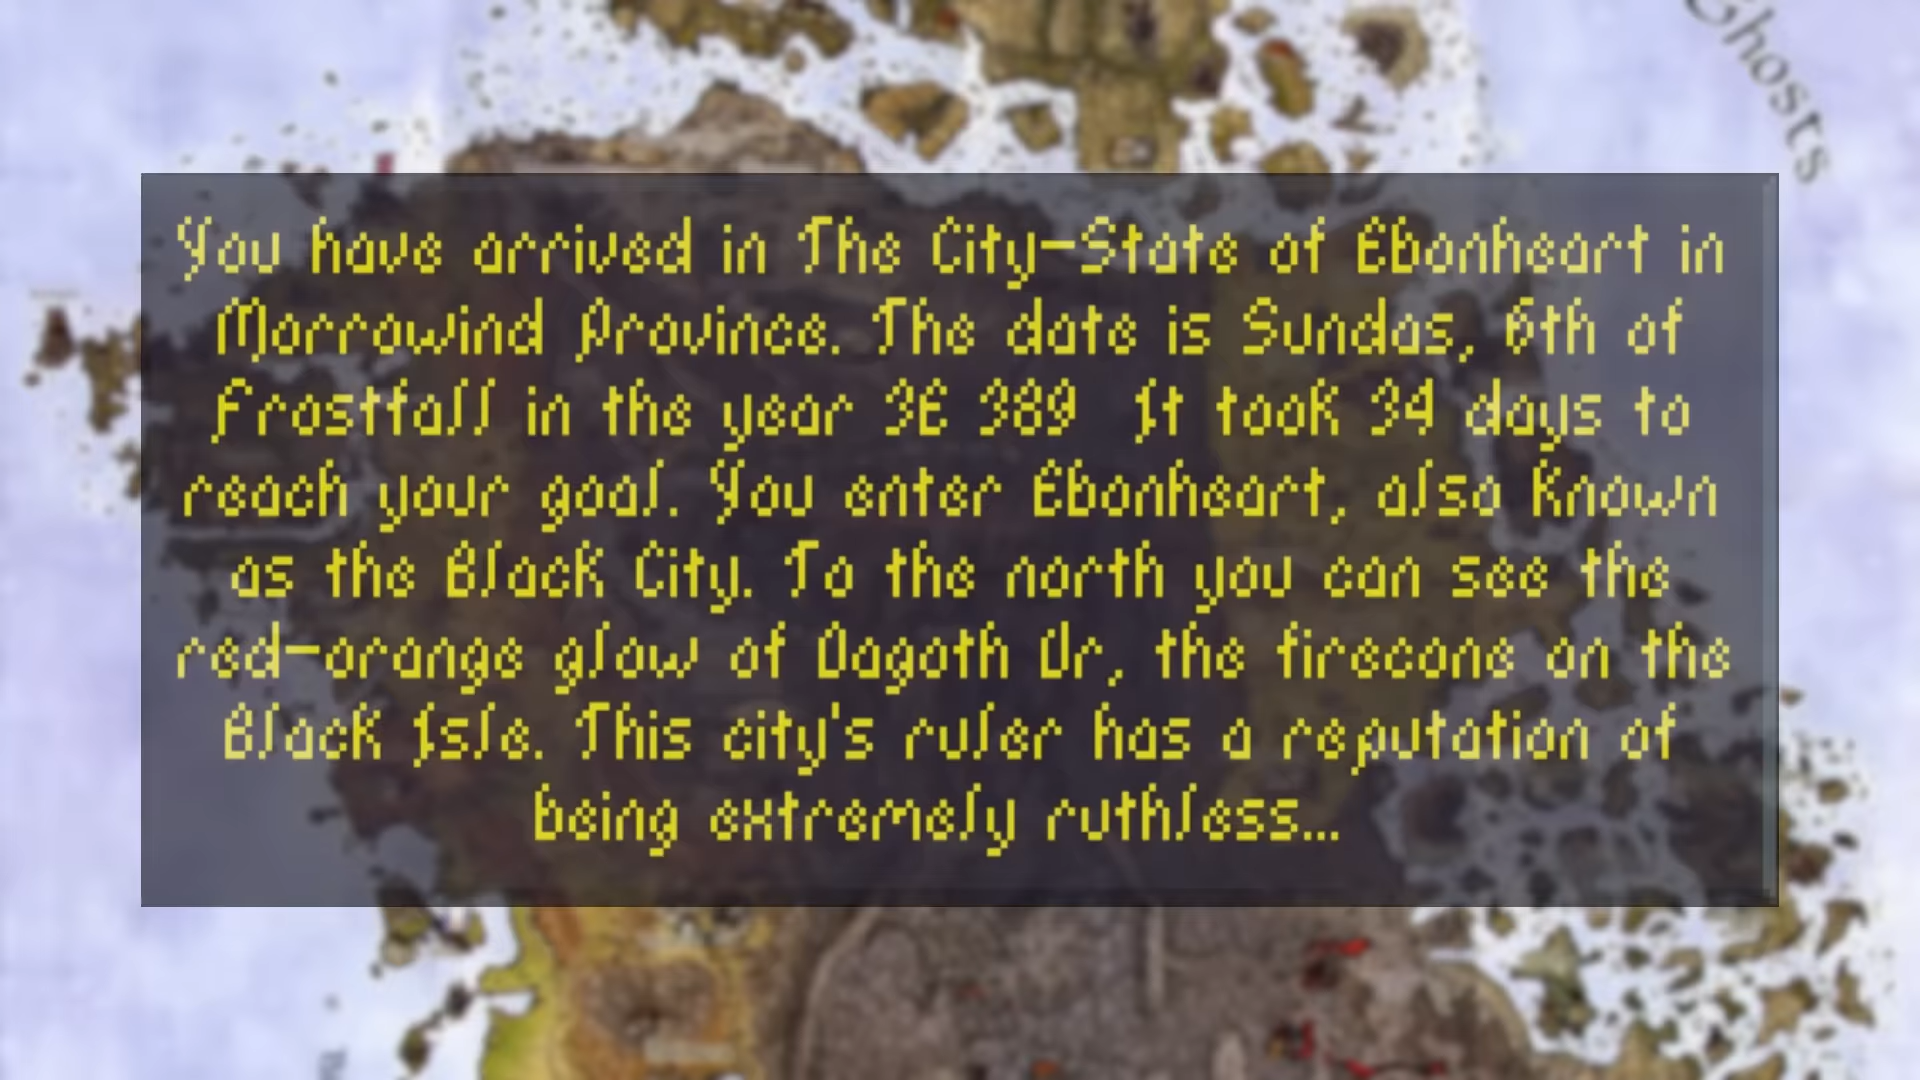 Ghosts
You have arrived in The City-State of Ebonheart in
Morrowind Province. The date is Sundas, 6th of
Frostfall in the year 3E 389 It took 34 days to
reach your goal. You enter Ebonheart, also known
as the Black City. To the north you can see the
red-orange glow of Dagoth Ur, the firecone on the
Black Isle. This city's ruler has a reputation of
being extremely ruthless...